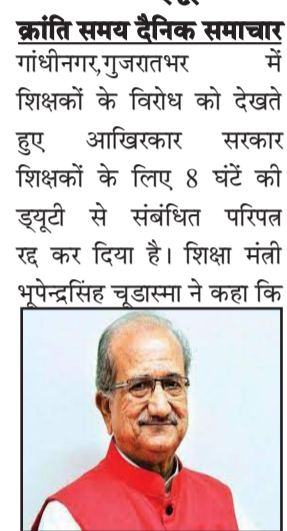 क्रांति समय दैनिक समाचार
गांधीनगर,गुजरातभर में
शिक्षकों के विरोध को देखते
हुए आखिरकार सरकार
शिक्षकों के लिए 8 घंटें की
ड्यूटी से संबंधित परिपत्र
रद्द कर दिया है। शिक्षा मंत्री
भूपेन्द्रसिंह चूडास्मा ने कहा कि